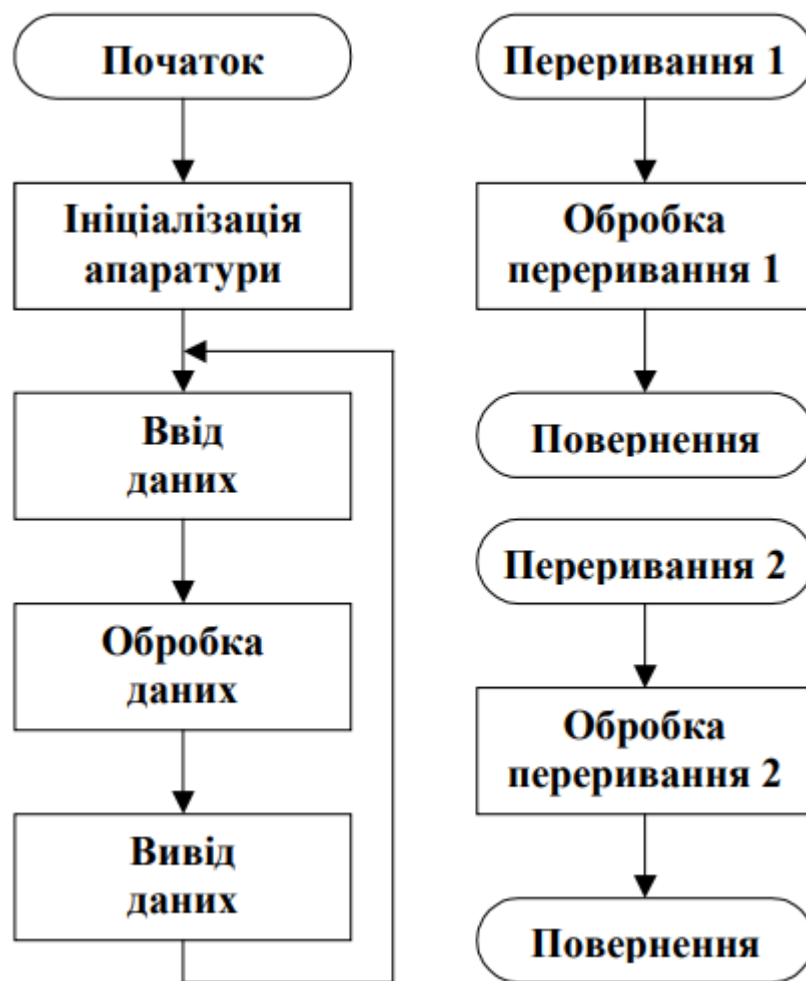 Початок
Ініціалізація
апаратури
Ввід
даних
Обробка
даних
Вивід
даних
Переривання 1
Обробка
переривання 1
Повернення
Переривання 2
Обробка
переривання 2
Повернення